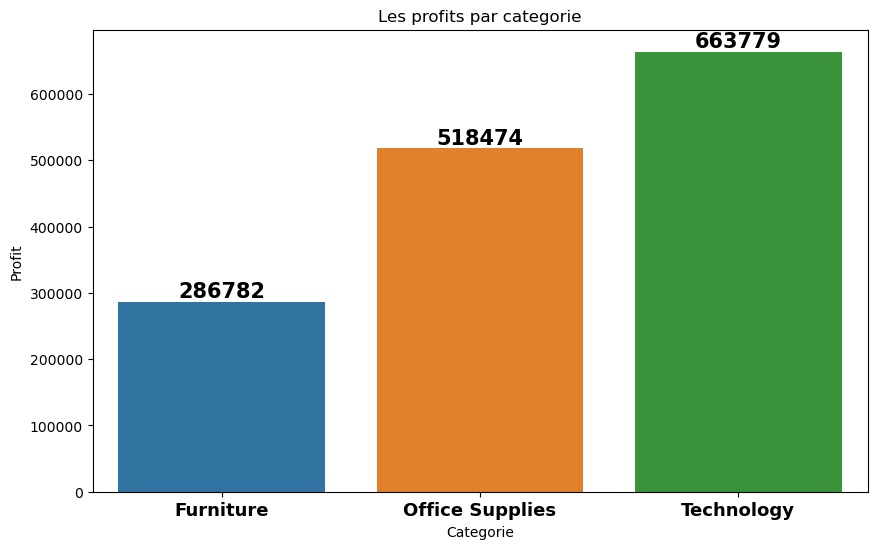 Les profits par categorie
663779
518474
286782
600000
500000
400000
300000
200000
100000
0
Profit
Furniture
Office Supplies
Technology
Categorie